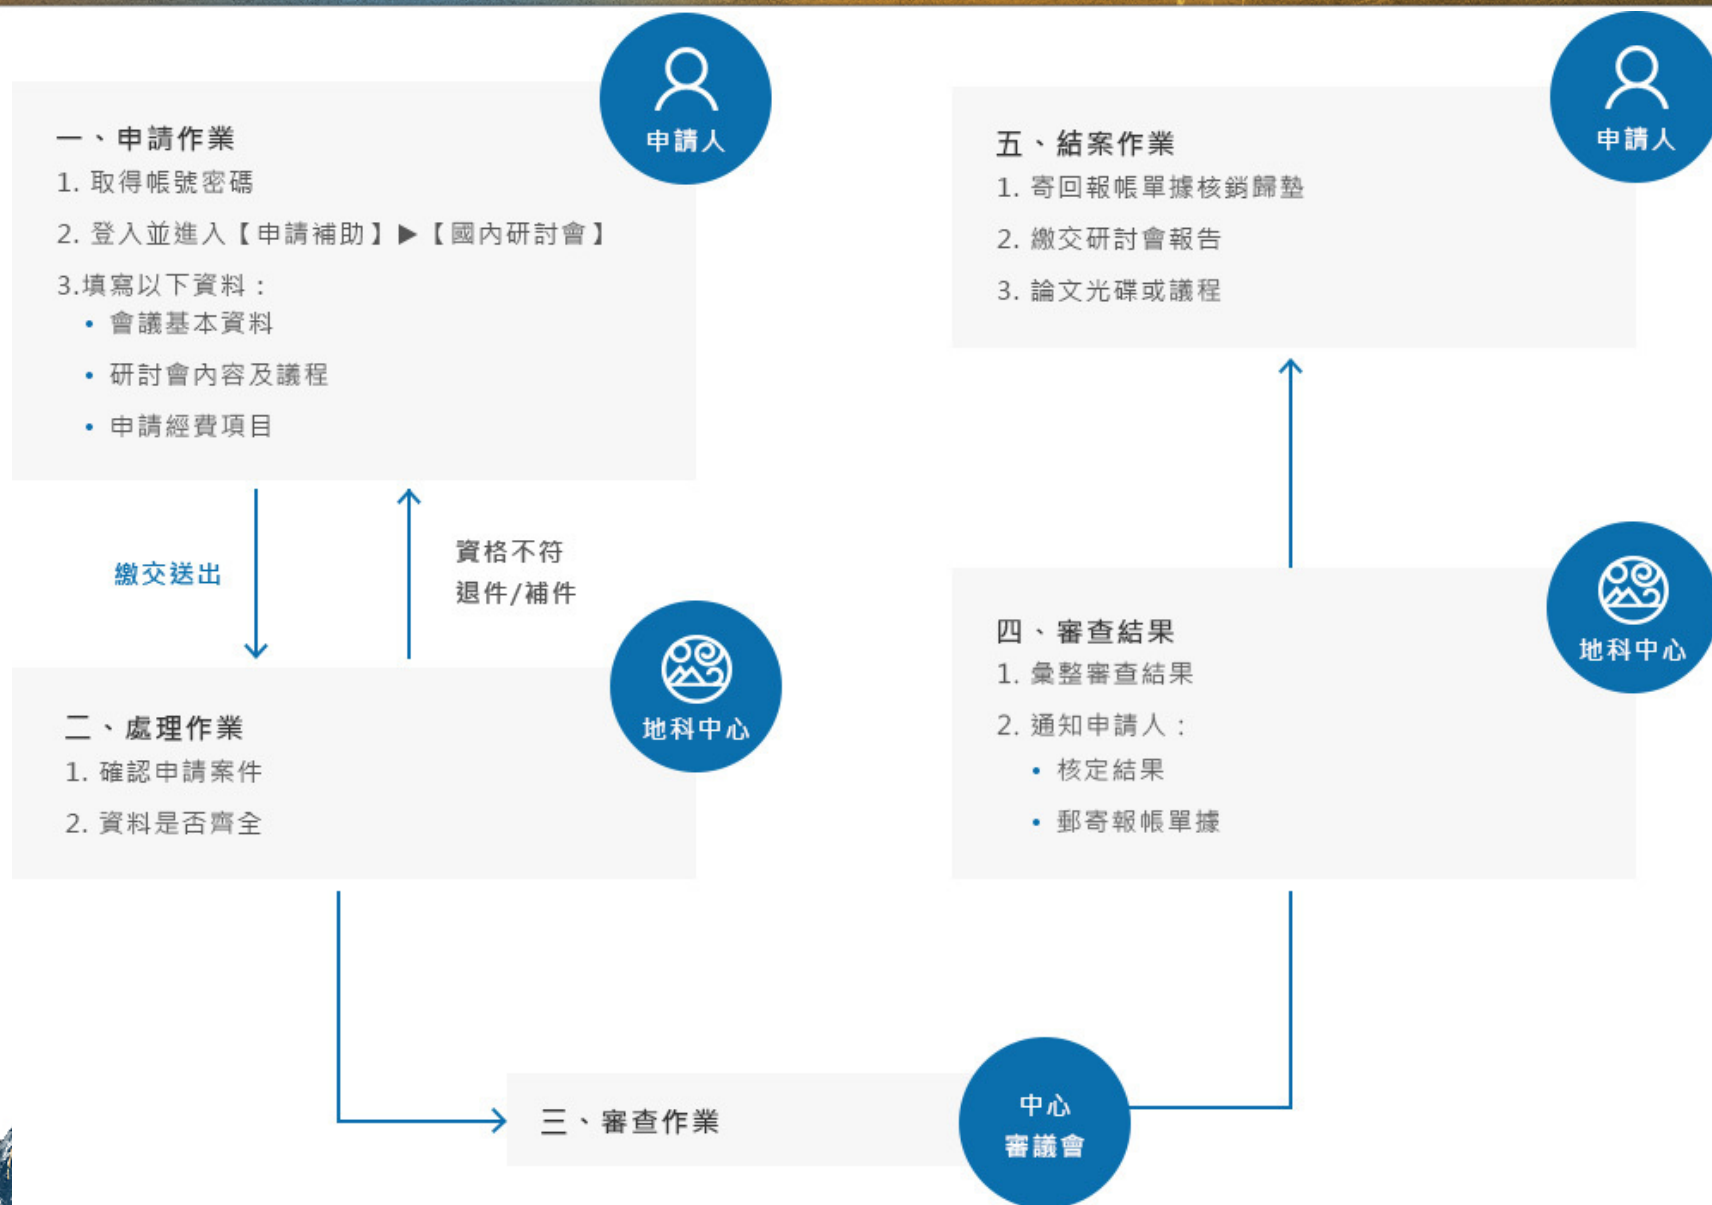 申請人
一、申請作業
1. 取得帳號密碼
2. 登入並進入【申請補助】▶【國內研討會】
3.填寫以下資料：
• 會議基本資料
• 研討會內容及議程
• 申請經費項目
繳交送出
資格不符
退件/補件
地科中心
二、處理作業
1. 確認申請案件
2. 資料是否齊全
三、審查作業
中心
審議會
地科中心
四、審查結果
1. 彙整審查結果
2. 通知申請人：
• 核定結果
• 郵寄報帳單據
申請人
五、結案作業
1. 寄回報帳單據核銷歸墊
2. 繳交研討會報告
3. 論文光碟或議程